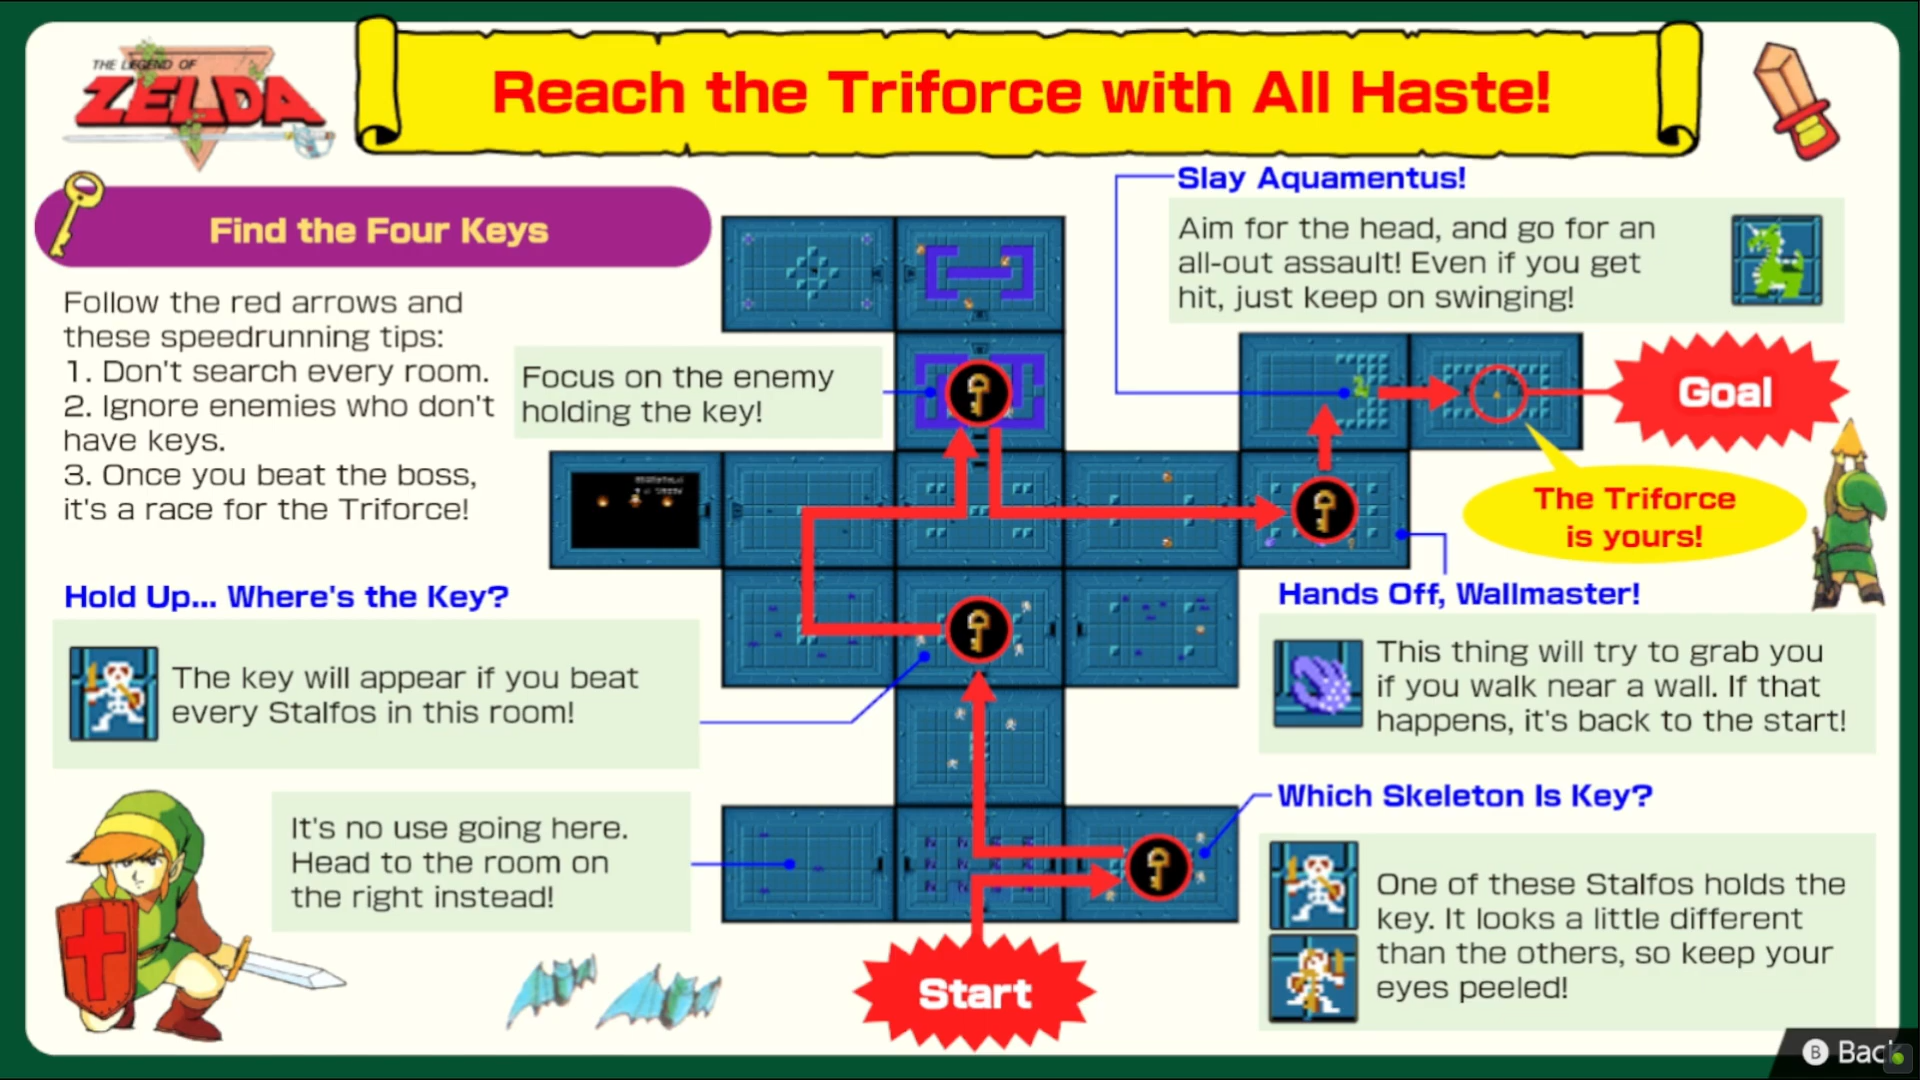 THE LEGEND OF
ZELDA
Reach the Triforce with All Haste!
Find the Four Keys
Follow the red arrows and
these speedrunning tips:
1. Don't search every room.
2. Ignore enemies who don't
have keys.
3. Once you beat the boss,
it's a race for the Triforce!
Slay Aquamentus!
Aim for the head, and go for an
all-out assault! Even if you get
hit, just keep on swinging!
Focus on the enemy
holding the key!
Goal
The Triforce
is yours!
Hold Up... Where's the Key?
The key will appear if you beat
every Stalfos in this room!
Hands Off, Wallmaster!
This thing will try to grab you
if you walk near a wall. If that
happens, it's back to the start!
It's no use going here.
Head to the room on
the right instead!
Which Skeleton Is Key?
One of these Stalfos holds the
key. It looks a little different
than the others, so keep your
eyes peeled!
Start
B Back